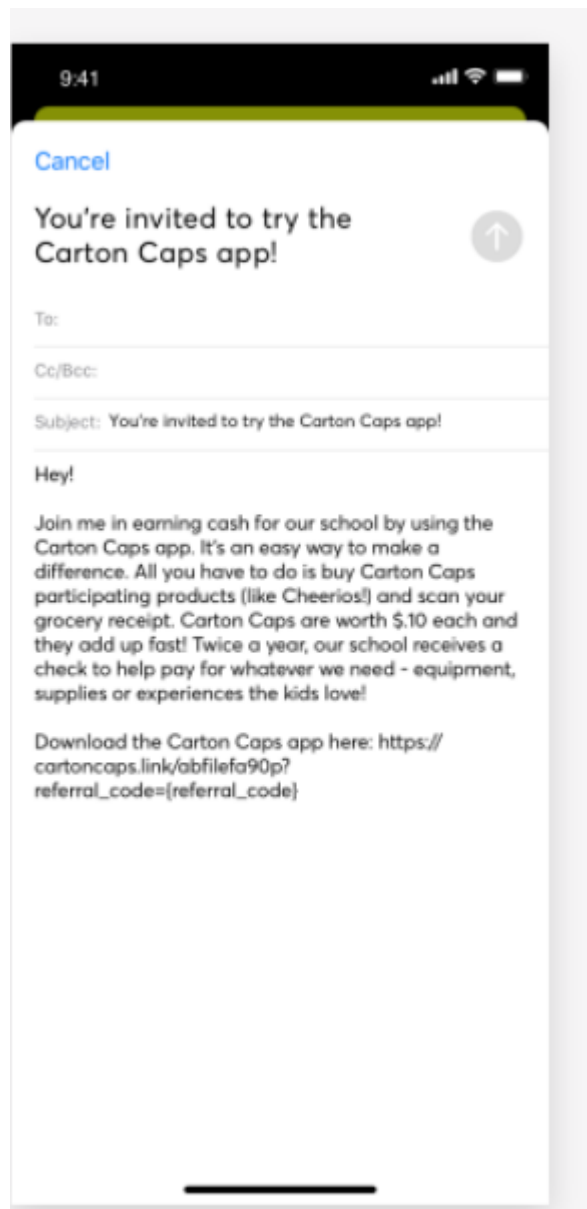 9:41
Cancel
You're invited to try the
Carton Caps app!
To:
Cc/Bcc:
Subject: You're invited to try the Carton Caps app!
Hey!
Join me in earning cash for our school by using the
Carton Caps app. It's an easy way to make a
difference. All you have to do is buy Carton Caps
participating products (like Cheerios!) and scan your
grocery receipt. Carton Caps are worth $.10 each and
they add up fast! Twice a year, our school receives a
check to help pay for whatever we need - equipment,
supplies or experiences the kids love!
Download the Carton Caps app here: https://
cartoncaps.link/abfilefa90p?
referral_code={referral_code}